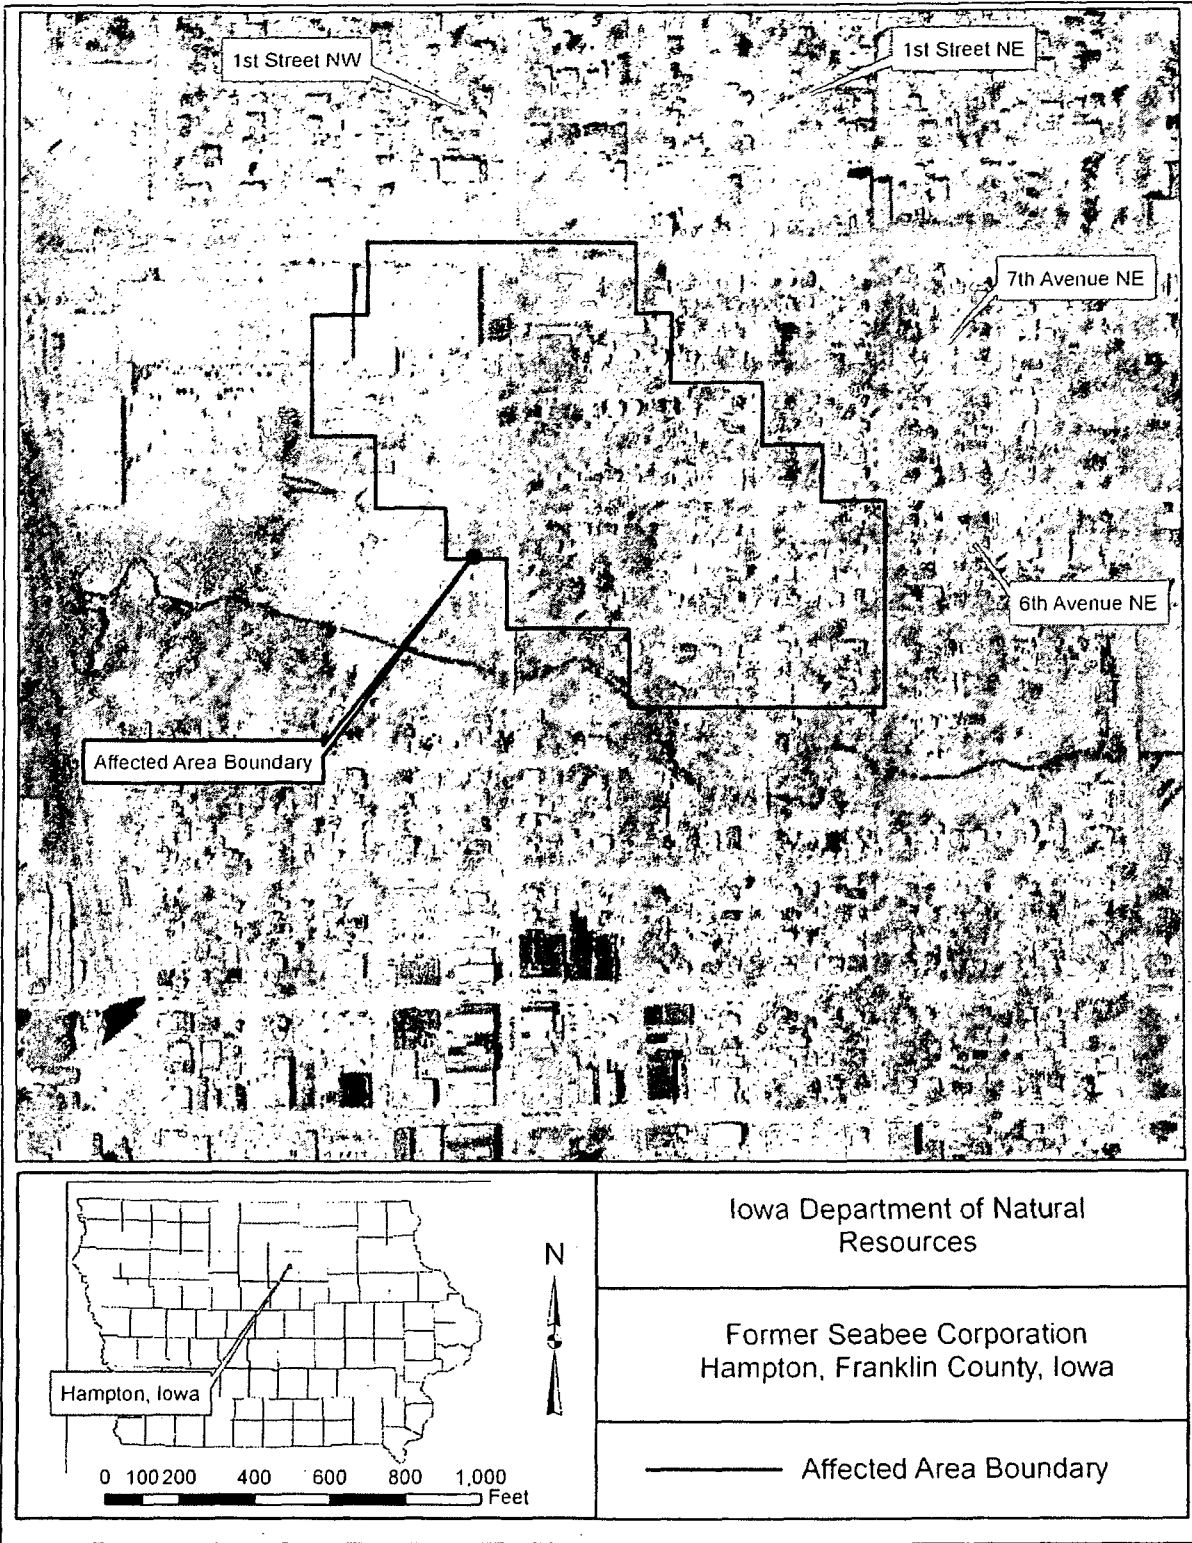 1st Street NW
1st Street NE
7th Avenue NE
6th Avenue NE
Affected Area Boundary
Hampton, Iowa
N
0 100 200 400 600 800 1,000
Feet
Iowa Department of Natural
Resources
Former Seabee Corporation
Hampton, Franklin County, Iowa
Affected Area Boundary